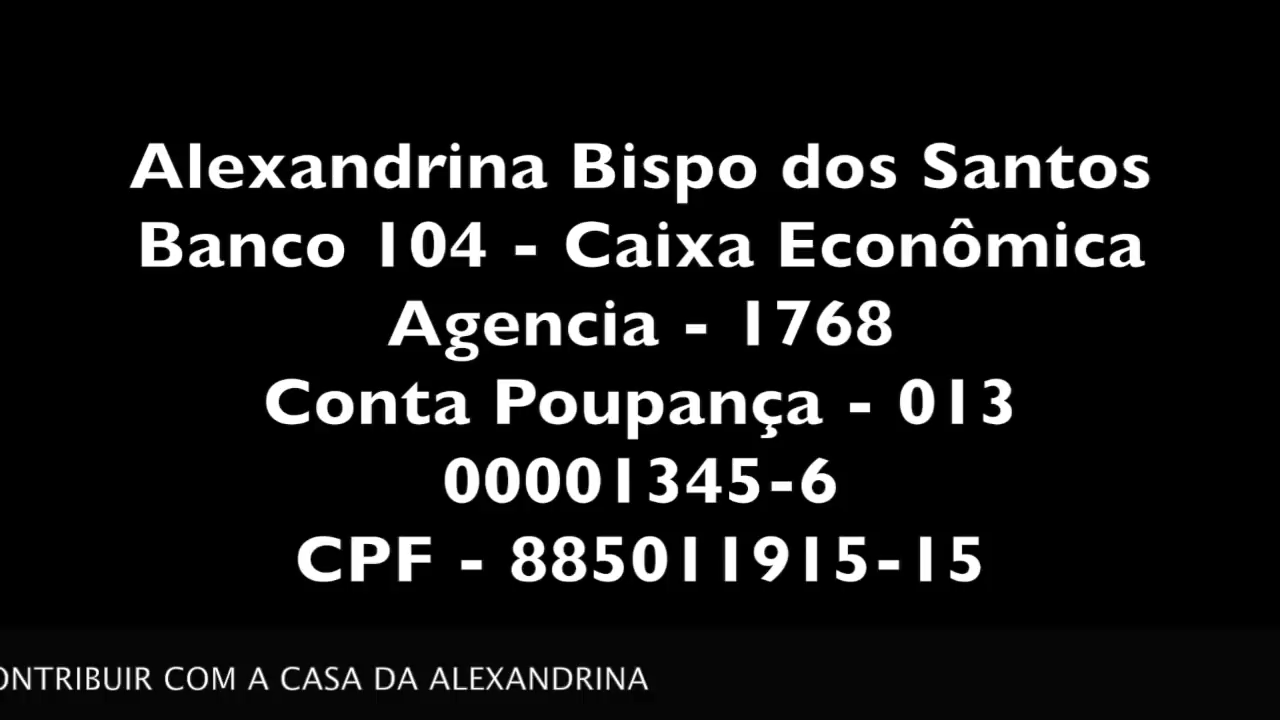 Alexandrina Bispo dos Santos
Banco 104 - Caixa Econômica
Agencia - 1768
Conta Poupança - 013
00001345-6
CPF - 885011915-15
ONTRIBUIR COM A CASA DA ALEXANDRINA